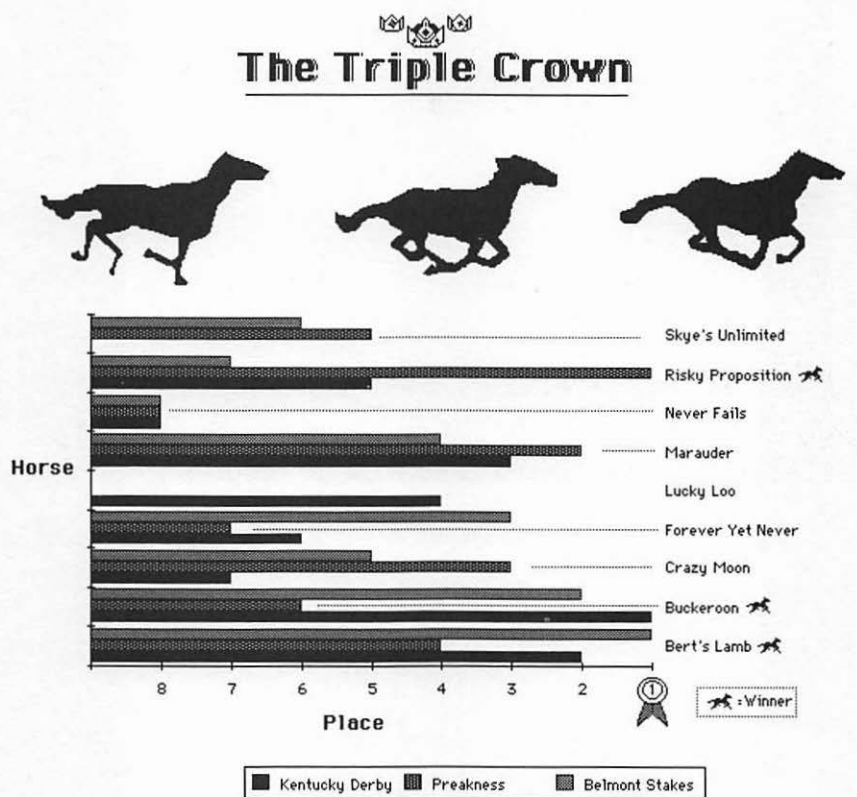 The Triple Crown
Skye's Unlimited
Risky Proposition
Never Fails
Marauder
Horse
Lucky Loo
Forever Yet Never
Crazy Moon
Buckeroon
Bert's Lamb
8 7 6 5 4 3 2 1
Place
: Winner
Kentucky Derby Preakness Belmont Stakes